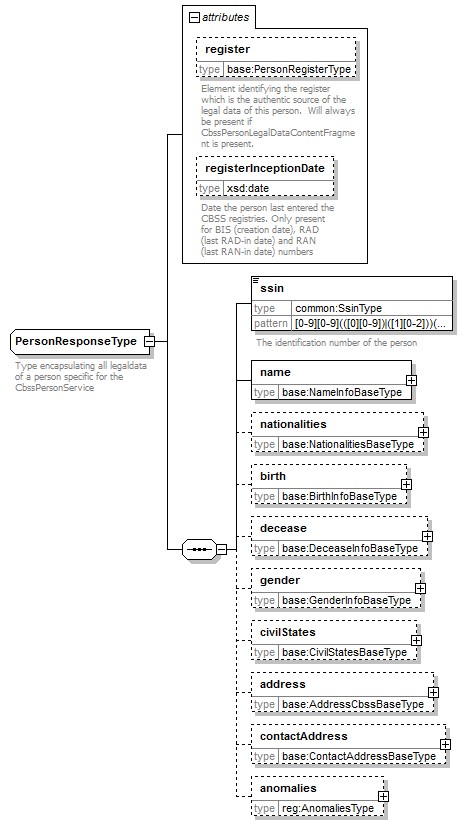 attributes
register
type base:PersonRegisterType
Element identifying the register
which is the authentic source of the
legal data of this person.  Will always
be present if
CbssPersonLegalDataContentFragme
nt is present.
registerInceptionDate
type xsd:date
Date the person last entered the
CBSS registries. Only present
for BIS (creation date), RAD
(last RAD-in date) and RAN
(last RAN-in date) numbers
PersonResponseType
Type encapsulating all legaldata
of a person specific for the
CbssPersonService
ssin
type common:SsinType
pattern [0-9][0-9](([0][0-9])|([1][0-2]))(...
The identification number of the person
name
type base:NameInfoBaseType
nationalities
type base:NationalitiesBaseType
birth
type base:BirthInfoBaseType
decease
type base:DeceaseInfoBaseType
gender
type base:GenderInfoBaseType
civilStates
type base:CivilStatesBaseType
address
type base:AddressCbssBaseType
contactAddress
type base:ContactAddressBaseType
anomalies
type reg:AnomaliesType